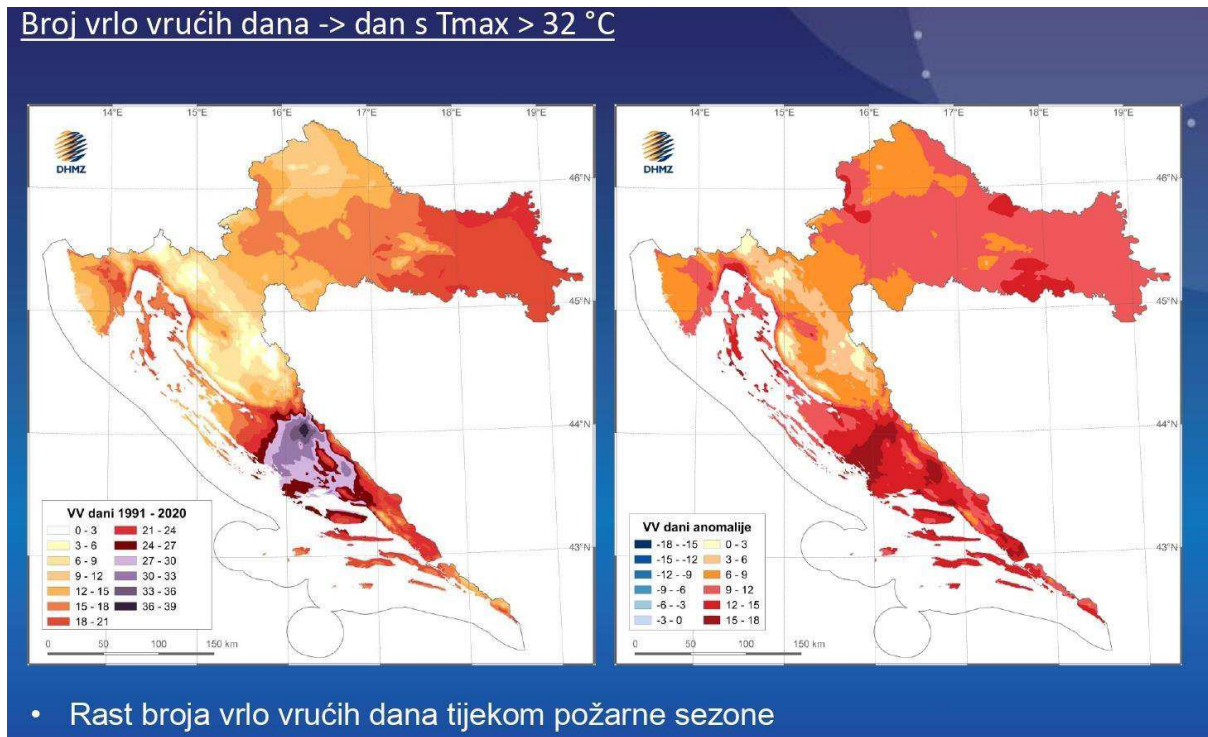 Broj vrlo vrućih dana -> dan s Tmax > 32 °C
14°E 15°E 16°E 17°E 18°E 19°E
DHMZ
46°N
45°N
44°N
43°N
VV dani 1991 - 2020
0 - 3 21 - 24
3 - 6 24 - 27
6 - 9 27 - 30
9 - 12 30 - 33
12 - 15 33 - 36
15 - 18 36 - 39
18 - 21
0 50 100 150 km
14°E 15°E 16°E 17°E 18°E 19°E
DHMZ
46°N
45°N
44°N
43°N
VV dani anomalije
-18 - -15 0 - 3
-15 - -12 3 - 6
-12 - -9 6 - 9
-9 - -6 9 - 12
-6 - -3 12 - 15
-3 - 0 15 - 18
0 50 100 150 km
• Rast broja vrlo vrućih dana tijekom požarne sezone